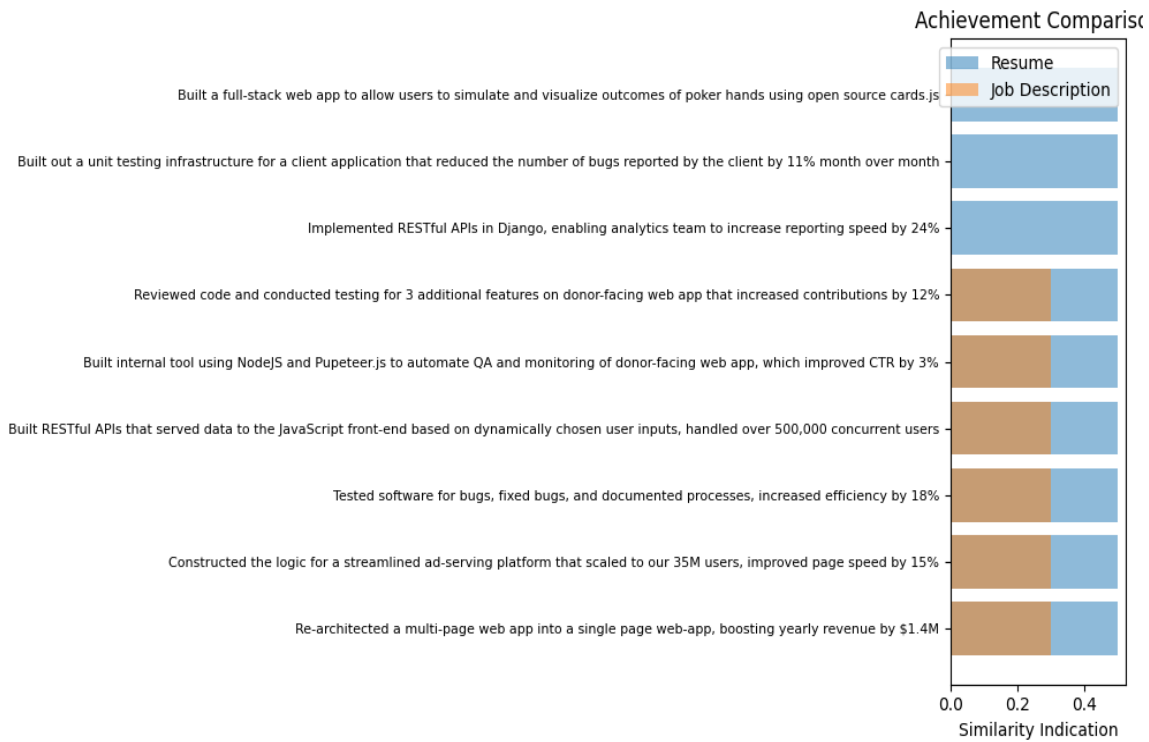 Achievement Compariso
Resume
Job Description
Built a full-stack web app to allow users to simulate and visualize outcomes of poker hands using open source cards.js
Built out a unit testing infrastructure for a client application that reduced the number of bugs reported by the client by 11% month over month
Implemented RESTful APIs in Django, enabling analytics team to increase reporting speed by 24%
Reviewed code and conducted testing for 3 additional features on donor-facing web app that increased contributions by 12%
Built internal tool using NodeJS and Pupeteer.js to automate QA and monitoring of donor-facing web app, which improved CTR by 3%
Built RESTful APIs that served data to the JavaScript front-end based on dynamically chosen user inputs, handled over 500,000 concurrent users
Tested software for bugs, fixed bugs, and documented processes, increased efficiency by 18%
Constructed the logic for a streamlined ad-serving platform that scaled to our 35M users, improved page speed by 15%
Re-architected a multi-page web app into a single page web-app, boosting yearly revenue by $1.4M
0.0 0.2 0.4
Similarity Indication